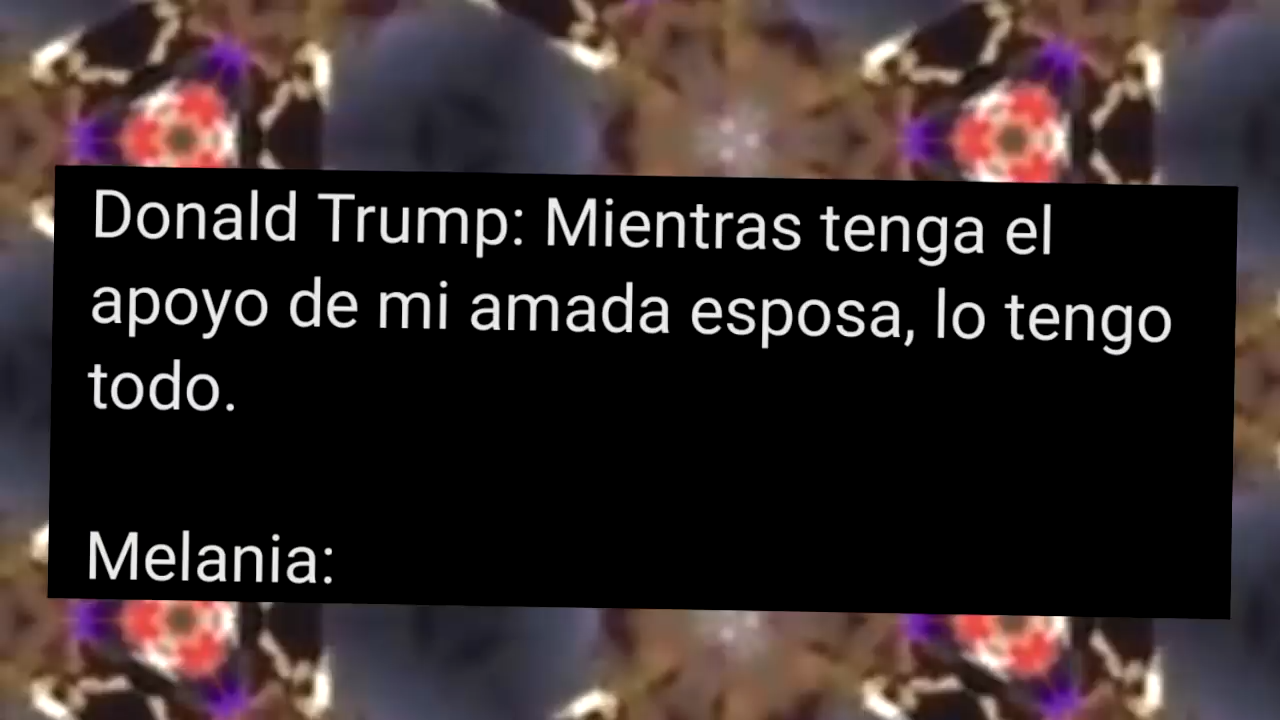 Donald Trump: Mientras tenga el
apoyo de mi amada esposa, lo tengo
todo.
Melania: